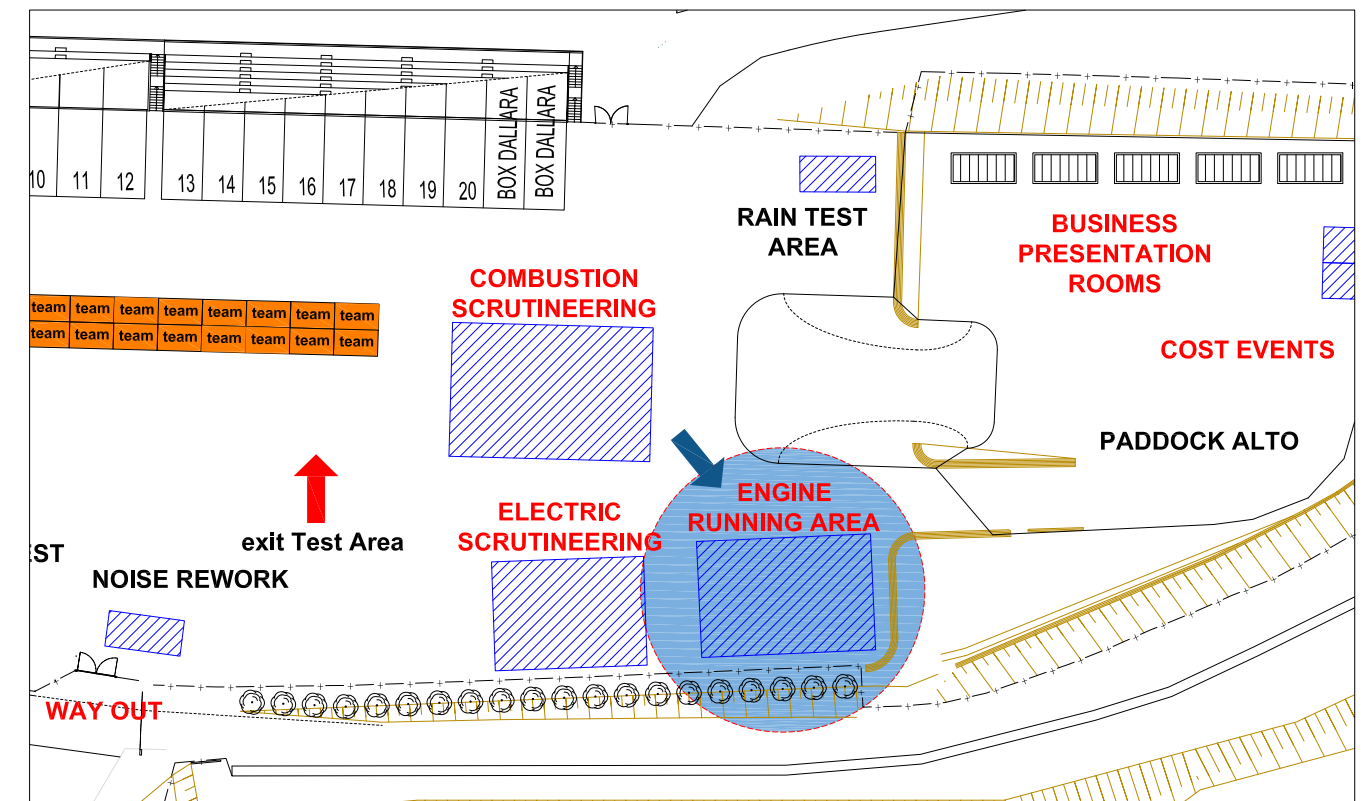 10
11
12
13
14
15
16
17
18
19
20
BOX DALLARA
BOX DALLARA
RAIN TEST
AREA
BUSINESS
PRESENTATION
ROOMS
COMBUSTION
SCRUTINEERING
team team team team team team team team
team team team team team team team team
COST EVENTS
PADDOCK ALTO
ENGINE
RUNNING AREA
ELECTRIC
SCRUTINEERING
exit Test Area
EST
NOISE REWORK
WAY OUT